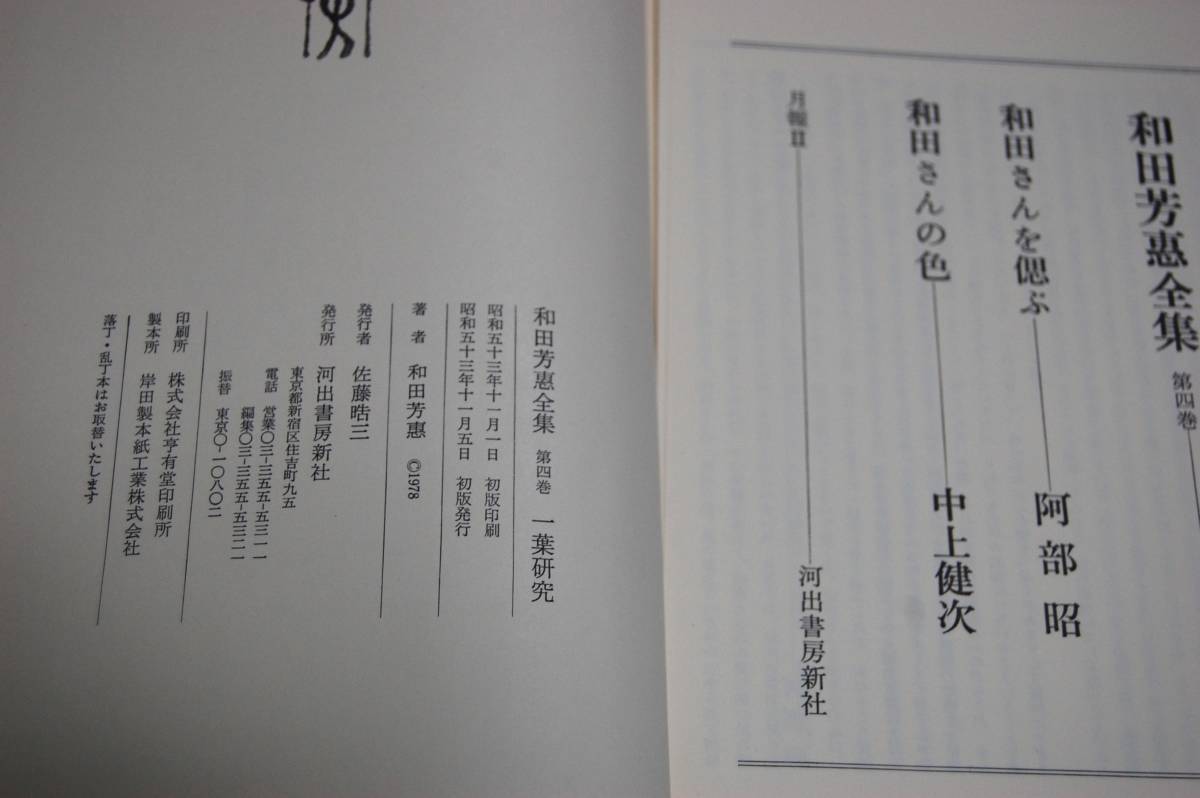 和田芳惠全集 第四巻
和田さんを偲ぶ――阿部昭
和田さんの色――中上健次
月報Ⅱ――河出書房新社
和田芳惠全集 第四巻 一葉研究
昭和五十三年十一月一日 初版印刷
昭和五十三年十一月五日 初版発行
著者 和田芳惠 ©1978
発行者 佐藤晧三
発行所 河出書房新社
東京都新宿区住吉町九五
電話 営業〇三-三五五-五三一一
編集〇三-三五五-五三二一
振替 東京〇-一〇八〇二
印刷所 株式会社亨有堂印刷所
製本所 岸田製本紙工業株式会社
落丁・乱丁本はお取替いたします